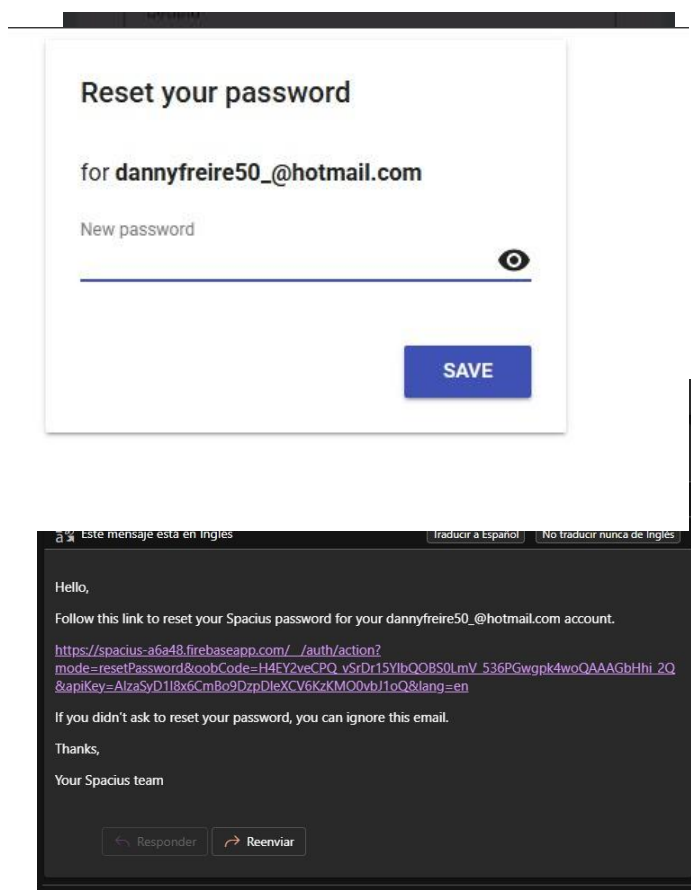 Reset your password
for dannyfreire50_@hotmail.com
New password
SAVE
Este mensaje está en Inglés
Traducir a Español
No traducir nunca de Inglés
Hello,
Follow this link to reset your Spacius password for your dannyfreire50_@hotmail.com account.
https://spacius-a6a48.firebaseapp.com/__/auth/action?
mode=resetPassword&oobCode=H4EY2veCPQ_vSrDr15YlbQOBS0LmV_536PGwgpk4woQAAAGbHhi_2Q
&apiKey=AIzaSyD1I8x6CmBo9DzpDIeXCV6KzKMO0vbJ1oQ&lang=en
If you didn't ask to reset your password, you can ignore this email.
Thanks,
Your Spacius team
Responder
Reenviar